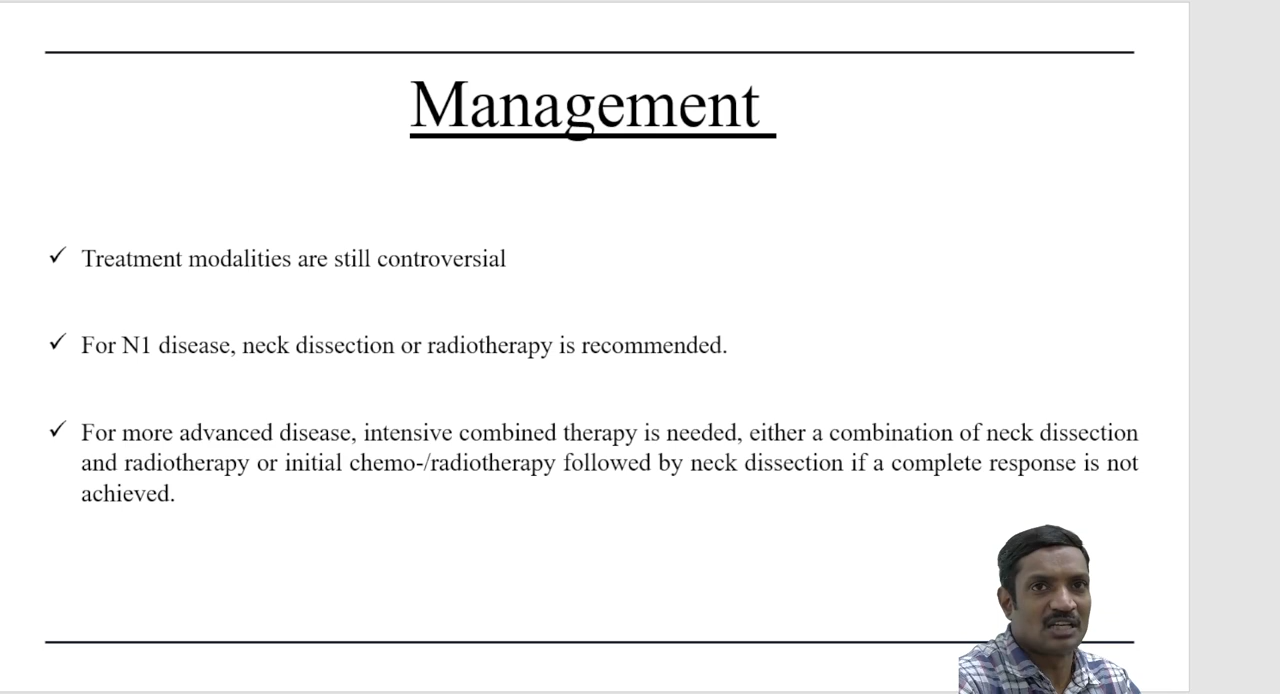 Management
✓ Treatment modalities are still controversial
✓ For N1 disease, neck dissection or radiotherapy is recommended.
✓ For more advanced disease, intensive combined therapy is needed, either a combination of neck dissection
and radiotherapy or initial chemo-/radiotherapy followed by neck dissection if a complete response is not
achieved.